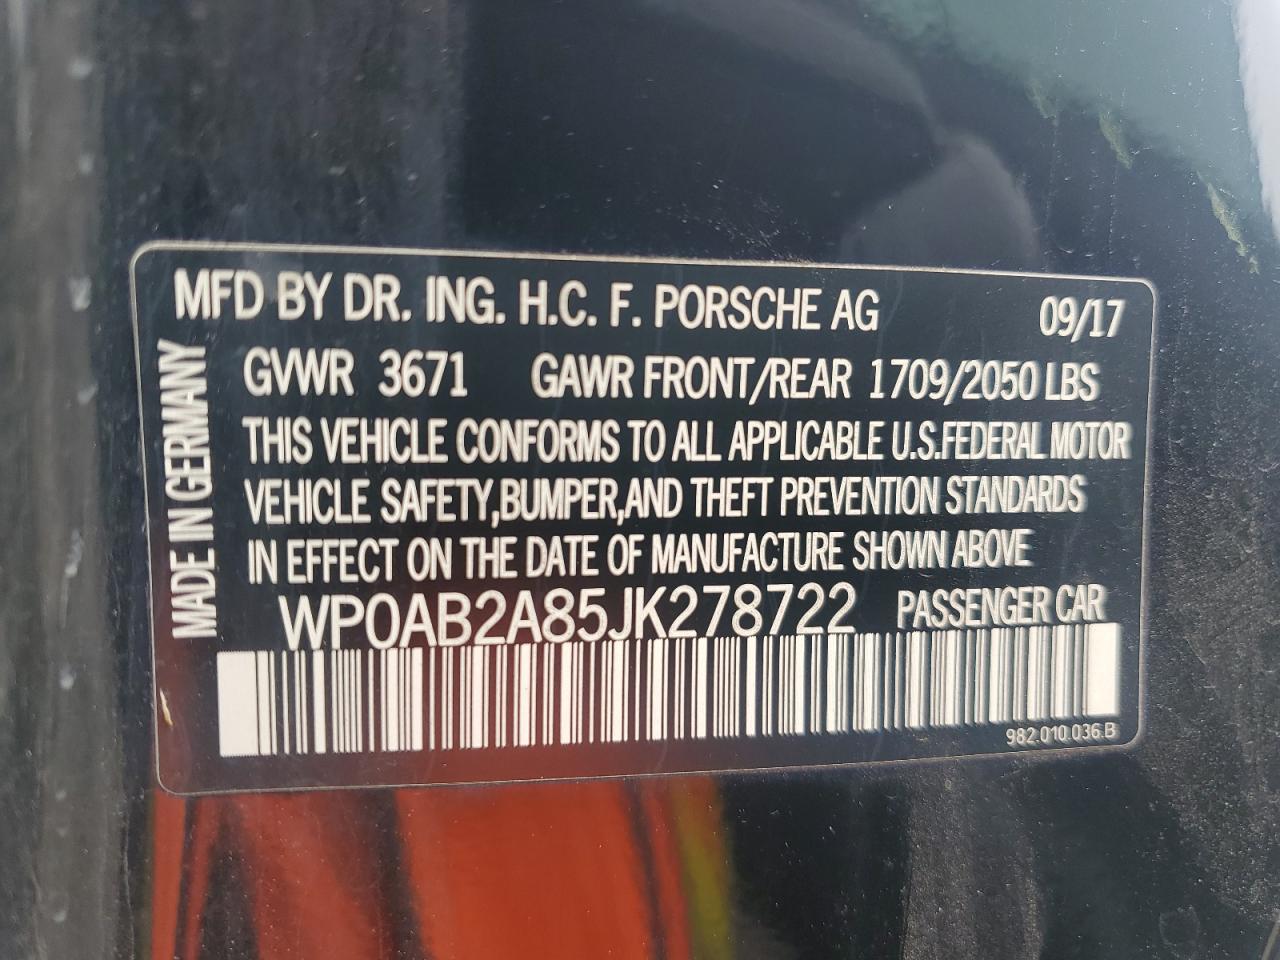 MFD BY DR. ING. H.C. F. PORSCHE AG 09/17
GVWR 3671 GAWR FRONT/REAR 1709/2050 LBS
THIS VEHICLE CONFORMS TO ALL APPLICABLE U.S.FEDERAL MOTOR
VEHICLE SAFETY,BUMPER,AND THEFT PREVENTION STANDARDS
IN EFFECT ON THE DATE OF MANUFACTURE SHOWN ABOVE
WP0AB2A85JK278722 PASSENGER CAR
982.010.036.B
MADE IN GERMANY